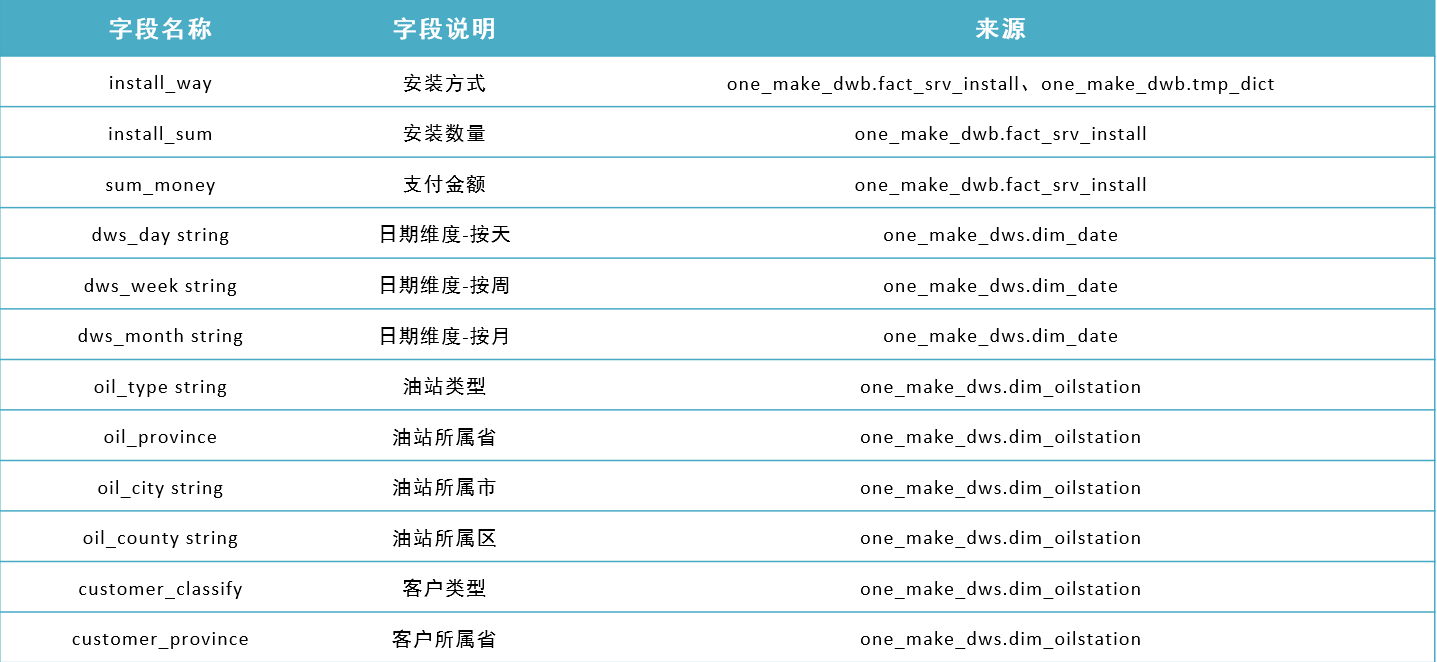 字段名称 字段说明 来源
install_way 安装方式 one_make_dwb.fact_srv_install、one_make_dwb.tmp_dict
install_sum 安装数量 one_make_dwb.fact_srv_install
sum_money 支付金额 one_make_dwb.fact_srv_install
dws_day string 日期维度-按天 one_make_dws.dim_date
dws_week string 日期维度-按周 one_make_dws.dim_date
dws_month string 日期维度-按月 one_make_dws.dim_date
oil_type string 油站类型 one_make_dws.dim_oilstation
oil_province 油站所属省 one_make_dws.dim_oilstation
oil_city string 油站所属市 one_make_dws.dim_oilstation
oil_county string 油站所属区 one_make_dws.dim_oilstation
customer_classify 客户类型 one_make_dws.dim_oilstation
customer_province 客户所属省 one_make_dws.dim_oilstation